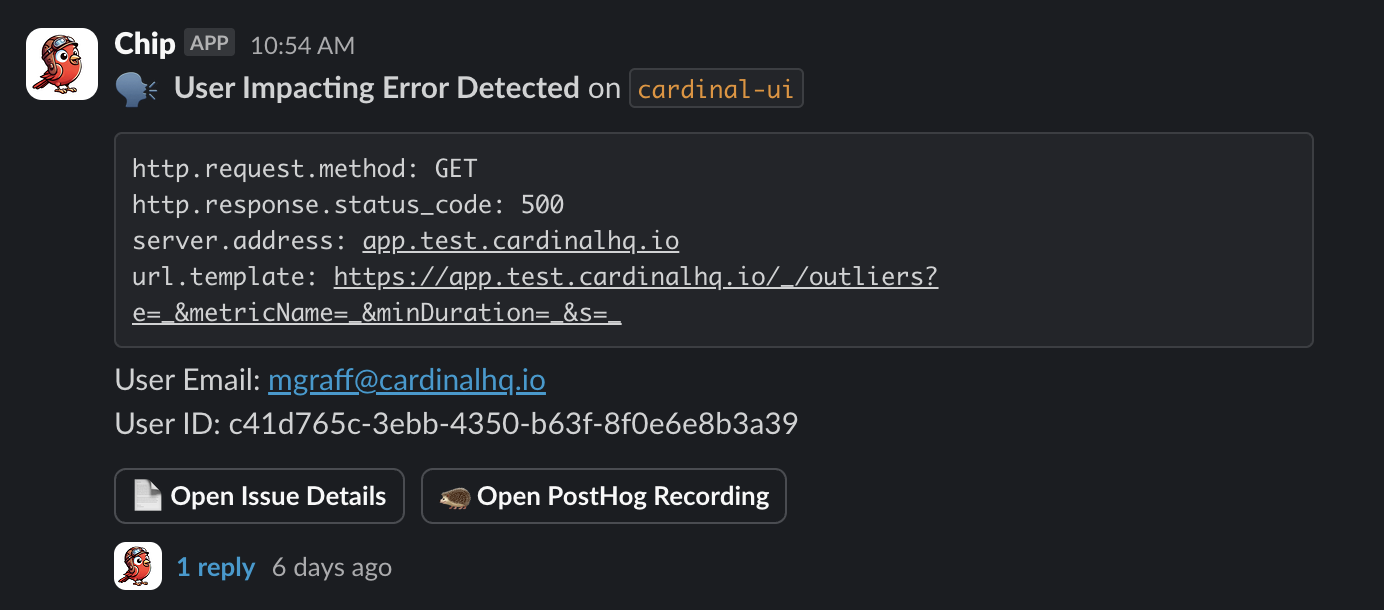 Chip APP 10:54 AM
User Impacting Error Detected on cardinal-ui
http.request.method: GET
http.response.status_code: 500
server.address: app.test.cardinalhq.io
url.template: https://app.test.cardinalhq.io/_/outliers?
e=_&metricName=_&minDuration=_&s=_
User Email: mgraff@cardinalhq.io
User ID: c41d765c-3ebb-4350-b63f-8f0e6e8b3a39
Open Issue Details Open PostHog Recording
1 reply 6 days ago